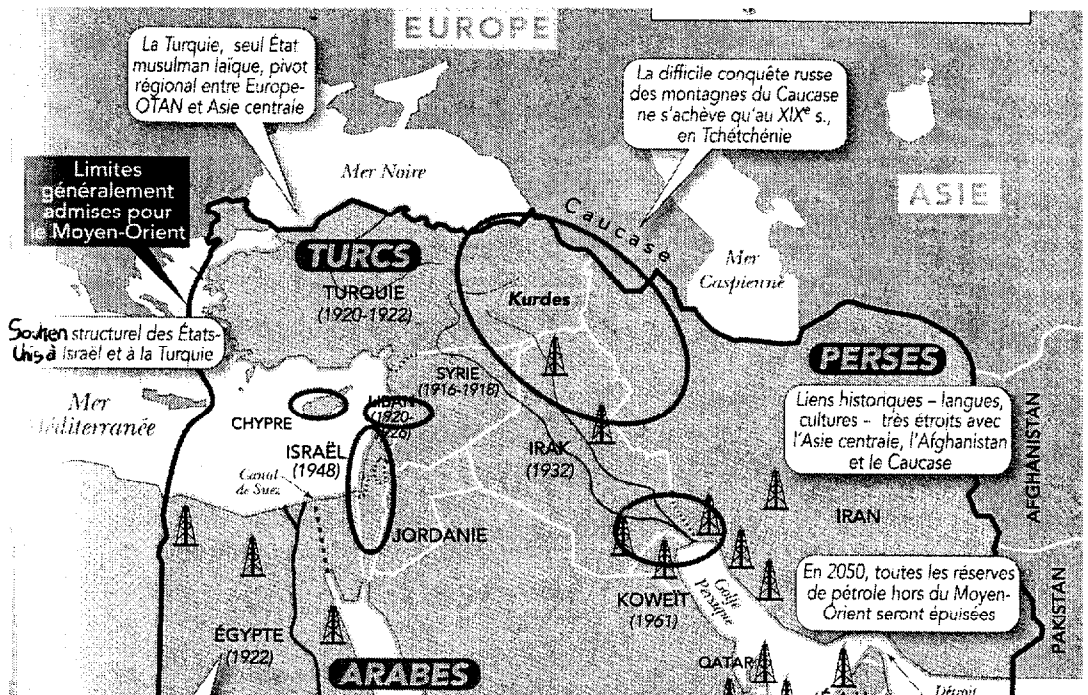 EUROPE
La Turquie, seul État
musulman laïque, pivot
régional entre Europe-
OTAN et Asie centrale
La difficile conquête russe
des montagnes du Caucase
ne s'achève qu'au XIXe s.,
en Tchétchénie
Mer Noire
ASIE
Limites
généralement
admises pour
le Moyen-Orient
Caucase
Mer
Caspienne
TURCS
TURQUIE
(1920-1922)
Kurdes
Soutien structurel des États-
Unis à Israël et à la Turquie
PERSES
SYRIE
(1916-1918)
Liens historiques – langues,
cultures – très étroits avec
l'Asie centrale, l'Afghanistan
et le Caucase
AFGHANISTAN
Mer
Méditerranée
CHYPRE
LIBAN
(1920-
1926)
ISRAËL
(1948)
IRAK
(1932)
Canal
de Suez
JORDANIE
IRAN
En 2050, toutes les réserves
de pétrole hors du Moyen-
Orient seront épuisées
PAKISTAN
KOWEÏT
(1961)
Golfe
Persique
ÉGYPTE
(1922)
QATAR
ARABES
Détroit